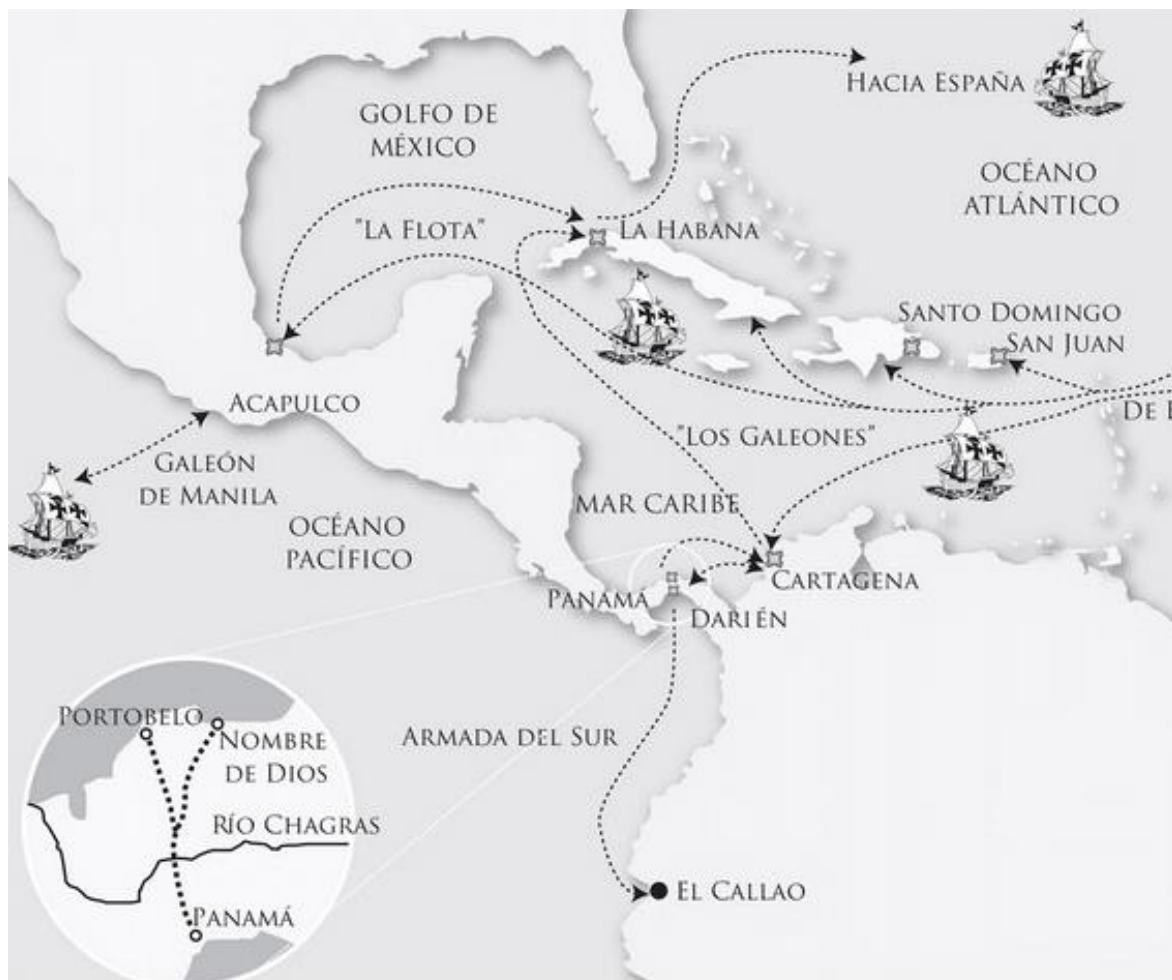 HACIA ESPAÑA
GOLFO DE
MÉXICO
OCÉANO
ATLÁNTICO
"LA FLOTA"
LA HABANA
SANTO DOMINGO
SAN JUAN
ACAPULCO
DE
"LOS GALEONES"
GALEÓN
DE MANILA
MAR CARIBE
OCÉANO
PACÍFICO
CARTAGENA
PANAMÁ
DARIÉN
PORTOBELO
NOMBRE
DE DIOS
ARMADA DEL SUR
RÍO CHAGRAS
EL CALLAO
PANAMÁ